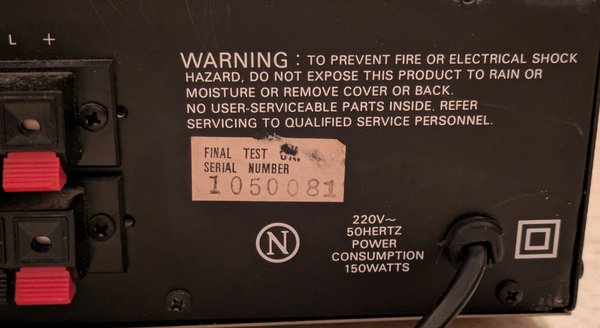 L +
WARNING : TO PREVENT FIRE OR ELECTRICAL SHOCK
HAZARD, DO NOT EXPOSE THIS PRODUCT TO RAIN OR
MOISTURE OR REMOVE COVER OR BACK.
NO USER-SERVICEABLE PARTS INSIDE. REFER
SERVICING TO QUALIFIED SERVICE PERSONNEL.
FINAL TEST OK.
SERIAL NUMBER
1050081
N
220V~
50HERTZ
POWER
CONSUMPTION
150WATTS